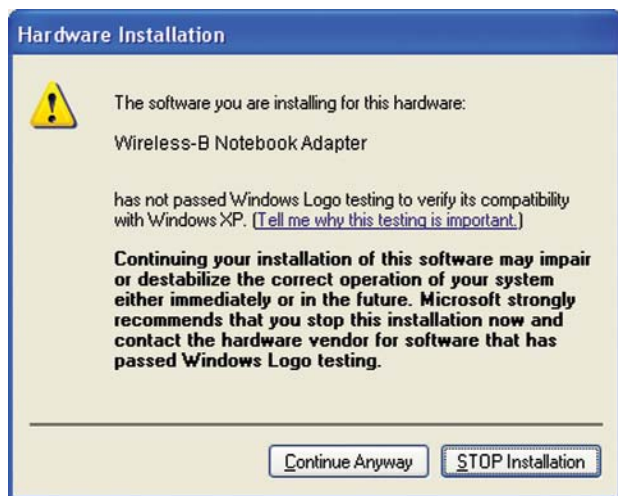 Hardware Installation
The software you are installing for this hardware:
Wireless-B Notebook Adapter
has not passed Windows Logo testing to verify its compatibility
with Windows XP. (Tell me why this testing is important.)
Continuing your installation of this software may impair
or destabilize the correct operation of your system
either immediately or in the future. Microsoft strongly
recommends that you stop this installation now and
contact the hardware vendor for software that has
passed Windows Logo testing.
Continue Anyway
STOP Installation